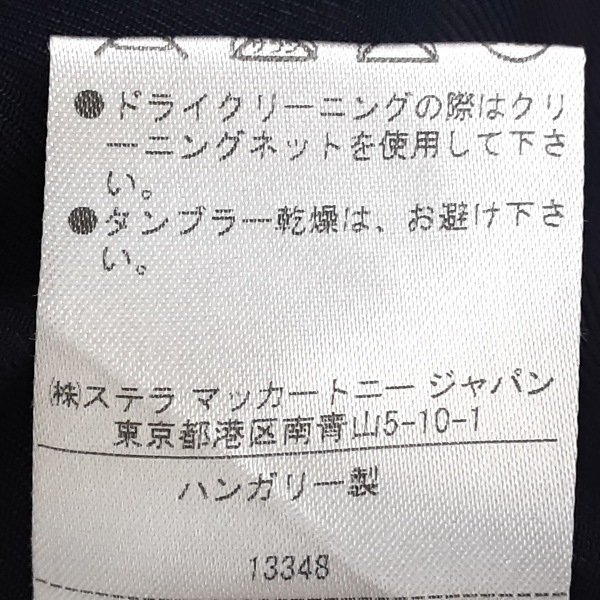 ●ドライクリーニングの際はクリ
ーニングネットを使用して下さ
い。
●タンブラー乾燥は、お避け下さ
い。
㈱ステラ マッカートニー ジャパン
東京都港区南青山5-10-1
ハンガリー製
13348